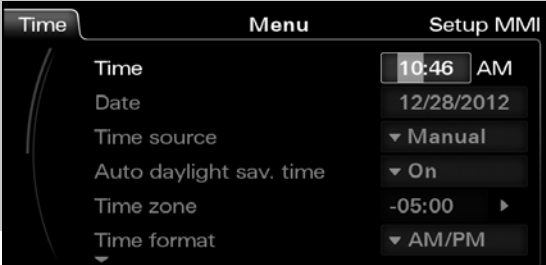 Time Menu Setup MMI
Time 10:46 AM
Date 12/28/2012
Time source Manual
Auto daylight sav. time On
Time zone -05:00
Time format AM/PM